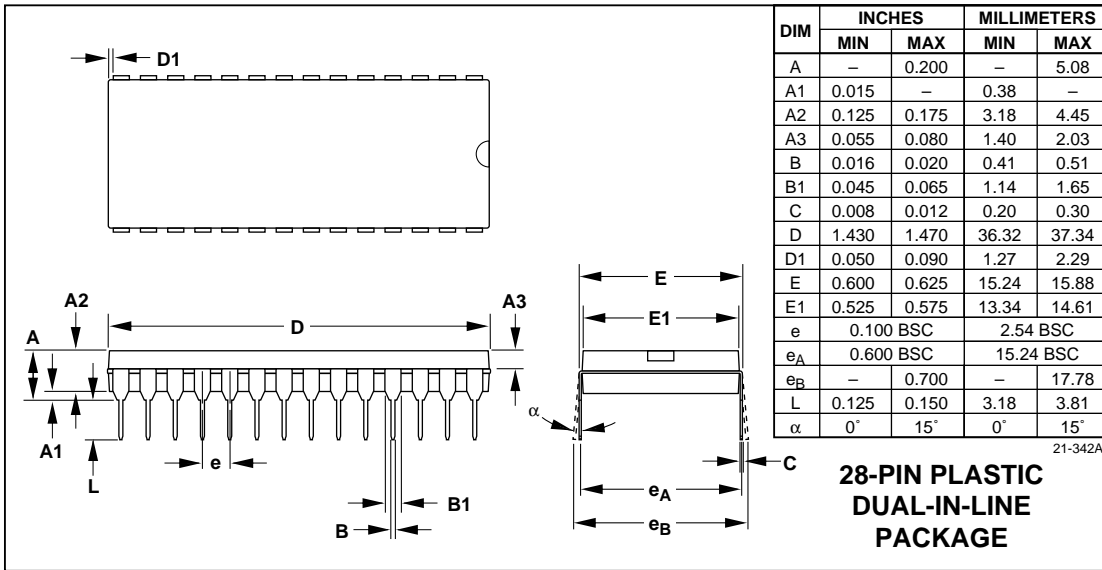 D1
A2
A3
A
D
A1
L
e
B
B1
E
E1
α
C
eA
eB
DIM INCHES MILLIMETERS
MIN MAX MIN MAX
A – 0.200 – 5.08
A1 0.015 – 0.38 –
A2 0.125 0.175 3.18 4.45
A3 0.055 0.080 1.40 2.03
B 0.016 0.020 0.41 0.51
B1 0.045 0.065 1.14 1.65
C 0.008 0.012 0.20 0.30
D 1.430 1.470 36.32 37.34
D1 0.050 0.090 1.27 2.29
E 0.600 0.625 15.24 15.88
E1 0.525 0.575 13.34 14.61
e 0.100 BSC 2.54 BSC
eA 0.600 BSC 15.24 BSC
eB – 0.700 – 17.78
L 0.125 0.150 3.18 3.81
α 0° 15° 0° 15°
21-342A
28-PIN PLASTIC
DUAL-IN-LINE
PACKAGE